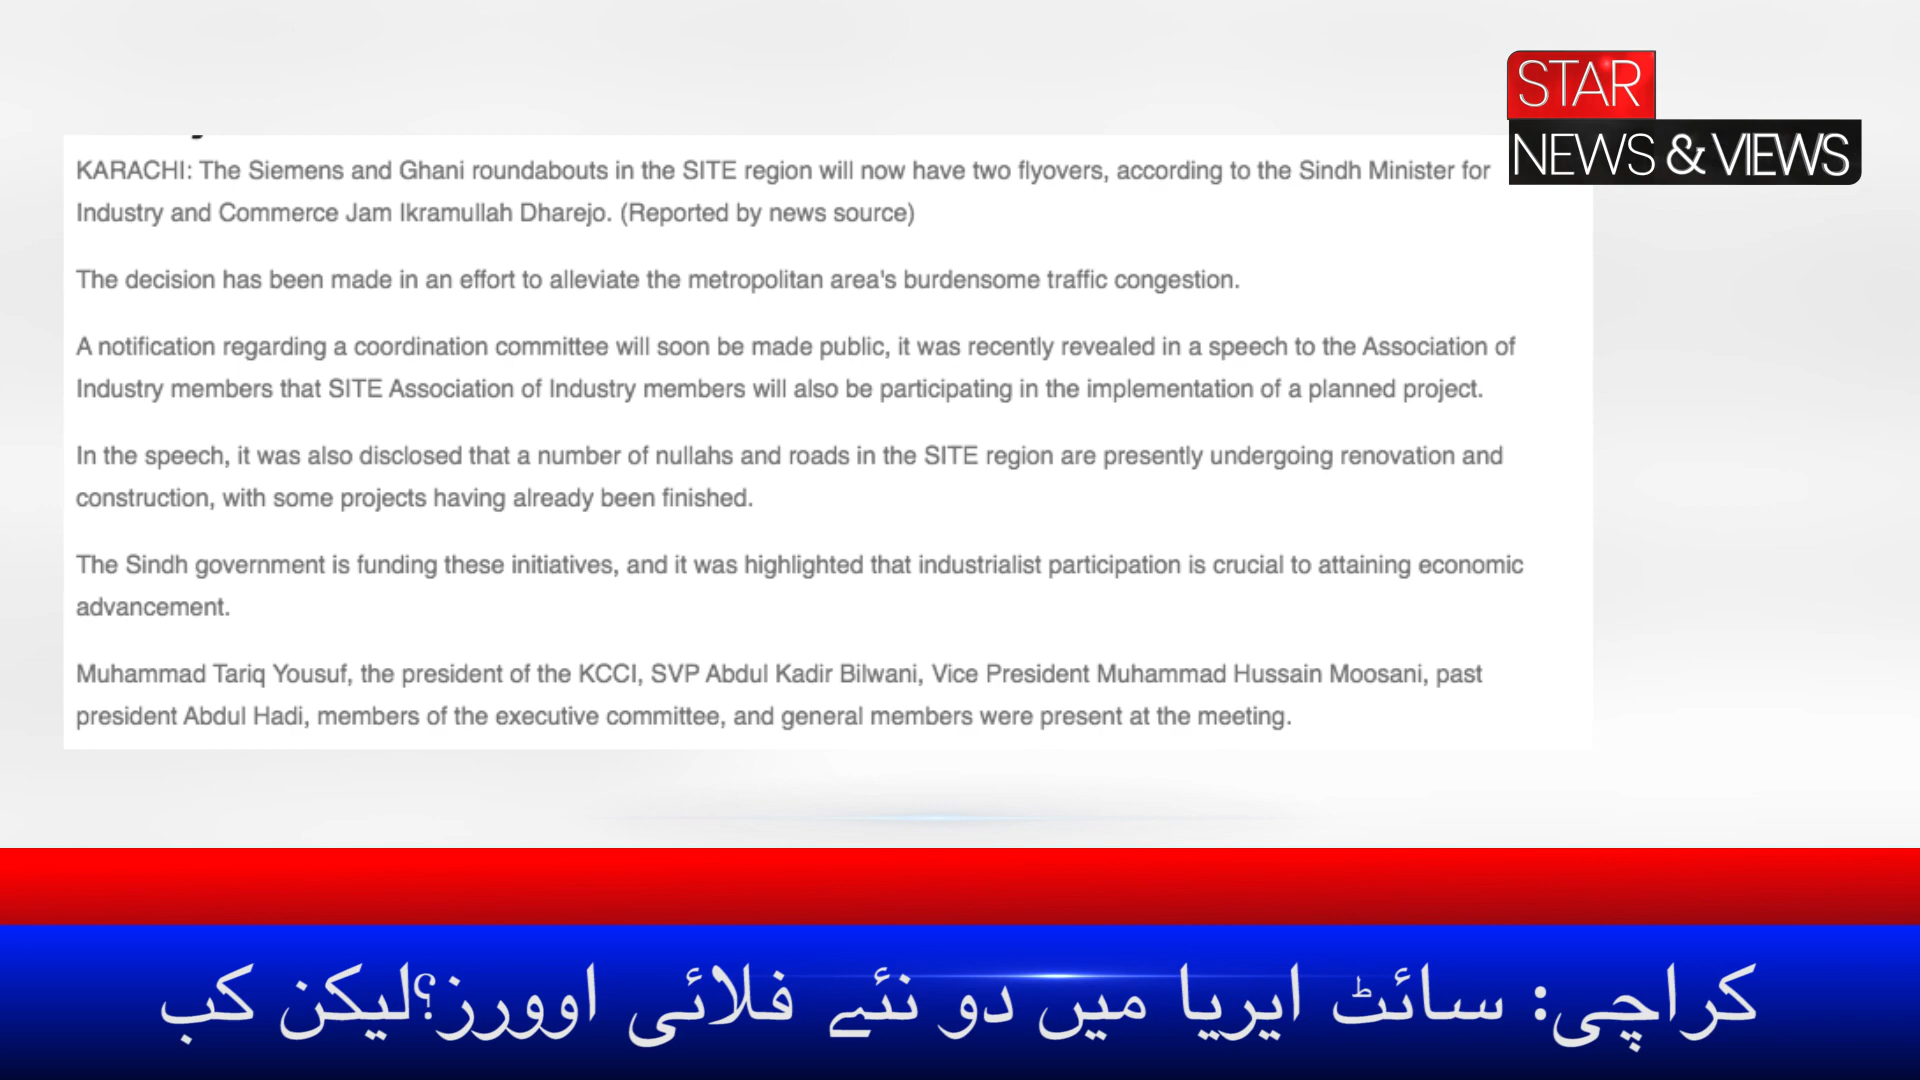 STAR
NEWS & VIEWS
KARACHI: The Siemens and Ghani roundabouts in the SITE region will now have two flyovers, according to the Sindh Minister for
Industry and Commerce Jam Ikramullah Dharejo. (Reported by news source)
The decision has been made in an effort to alleviate the metropolitan area's burdensome traffic congestion.
A notification regarding a coordination committee will soon be made public, it was recently revealed in a speech to the Association of
Industry members that SITE Association of Industry members will also be participating in the implementation of a planned project.
In the speech, it was also disclosed that a number of nullahs and roads in the SITE region are presently undergoing renovation and
construction, with some projects having already been finished.
The Sindh government is funding these initiatives, and it was highlighted that industrialist participation is crucial to attaining economic
advancement.
Muhammad Tariq Yousuf, the president of the KCCI, SVP Abdul Kadir Bilwani, Vice President Muhammad Hussain Moosani, past
president Abdul Hadi, members of the executive committee, and general members were present at the meeting.
کراچی: سائٹ ایریا میں دو نئے فلائی اوورز؟لیکن کب